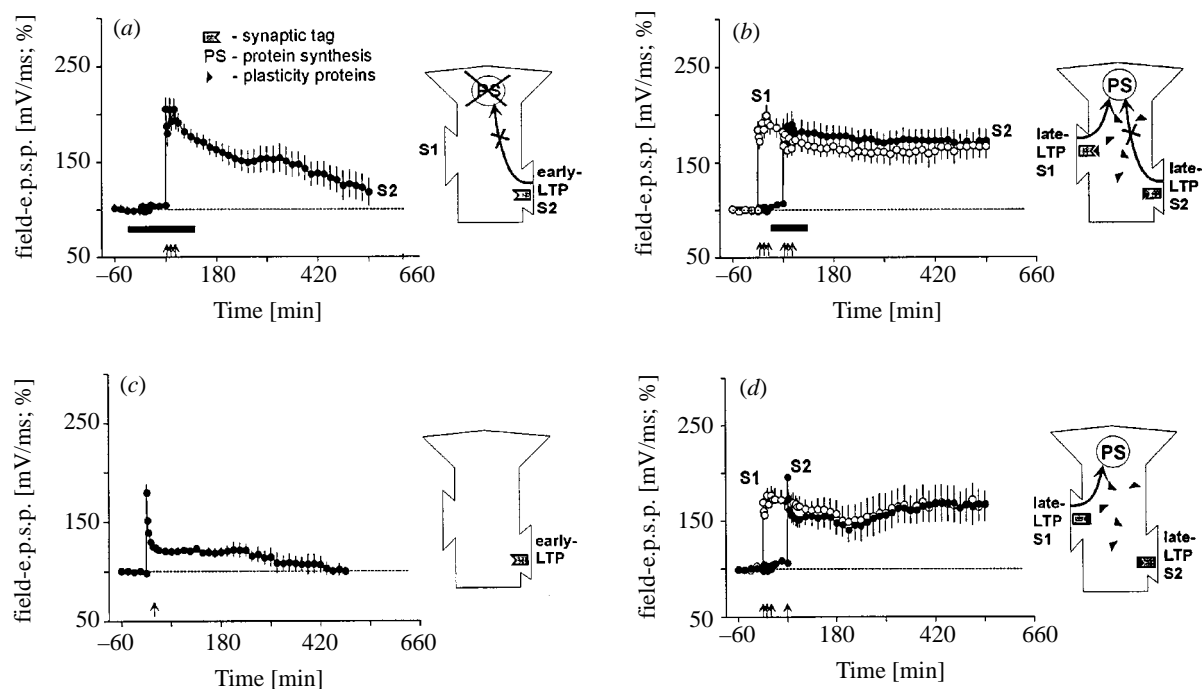 (a)
- synaptic tag
PS - protein synthesis
- plasticity proteins
field-e.p.s.p. [mV/ms; %]
250
150
100
50
−60
180
420
660
Time [min]
S2
PS
S1
early-
LTP
S2
(b)
field-e.p.s.p. [mV/ms; %]
250
150
100
50
−60
180
420
660
Time [min]
S1
S2
PS
late-
LTP
S1
late-
LTP
S2
(c)
field-e.p.s.p. [mV/ms; %]
250
150
100
50
−60
180
420
660
Time [min]
early-
LTP
(d)
field-e.p.s.p. [mV/ms; %]
250
150
100
50
−60
180
420
660
Time [min]
S1
S2
PS
late-
LTP
S1
late-
LTP
S2